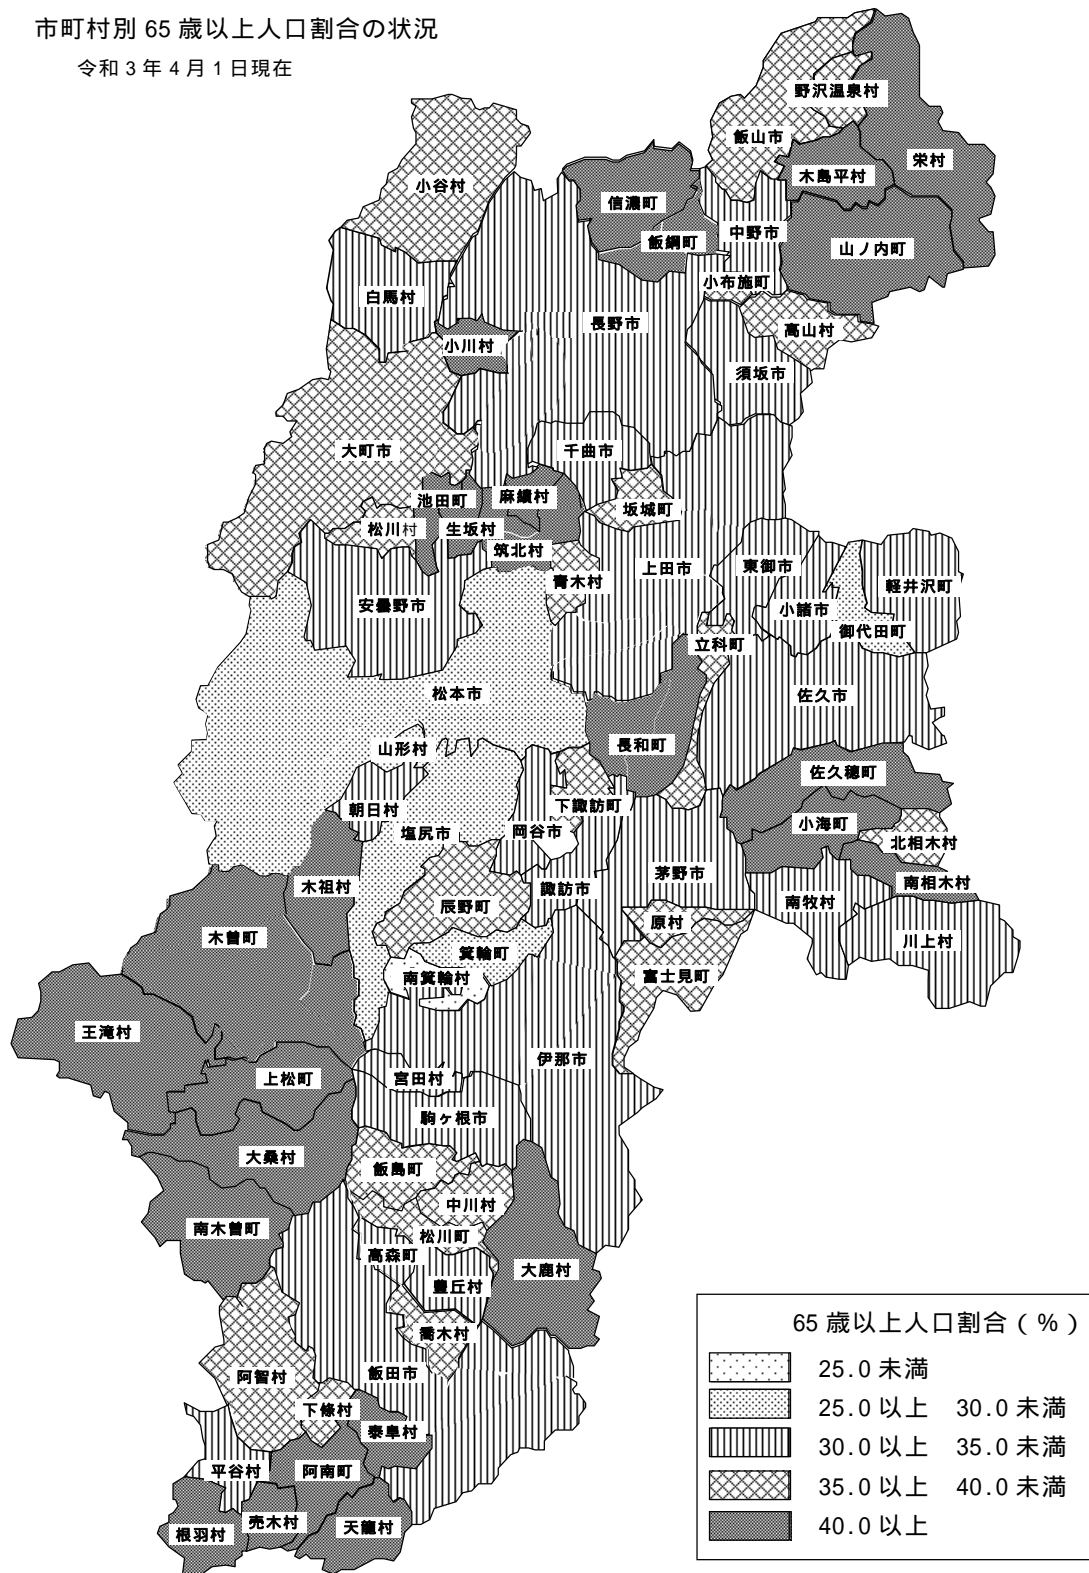 市町村別 65 歳以上人口割合の状況
令和 3 年 4 月 1 日現在
野沢温泉村
飯山市
栄村
木島平村
小谷村
信濃町
中野市
飯綱町
山ノ内町
小布施町
白馬村
長野市
高山村
小川村
須坂市
大町市
千曲市
池田町
麻績村
坂城町
松川村
生坂村
筑北村
上田市
東御市
青木村
軽井沢町
安曇野市
小諸市
御代田町
立科町
松本市
佐久市
山形村
長和町
佐久穂町
朝日村
下諏訪町
塩尻市
岡谷市
小海町
北相木村
木祖村
諏訪市
茅野市
南相木村
辰野町
南牧村
原村
木曽町
箕輪町
川上村
南箕輪村
富士見町
王滝村
伊那市
上松町
宮田村
駒ヶ根市
大桑村
飯島町
中川村
南木曽町
松川町
高森町
大鹿村
豊丘村
喬木村
阿智村
飯田市
下條村
泰阜村
平谷村
阿南町
売木村
天龍村
根羽村
65 歳以上人口割合（％）
25.0 未満
25.0 以上 30.0 未満
30.0 以上 35.0 未満
35.0 以上 40.0 未満
40.0 以上